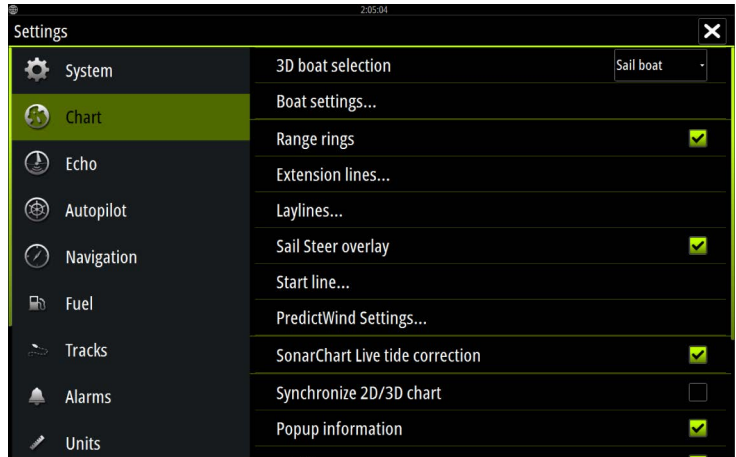 2:05:04
Settings
System
Chart
Echo
Autopilot
Navigation
Fuel
Tracks
Alarms
Units
3D boat selection
Sail boat
Boat settings...
Range rings
Extension lines...
Laylines...
Sail Steer overlay
Start line...
PredictWind Settings...
SonarChart Live tide correction
Synchronize 2D/3D chart
Popup information